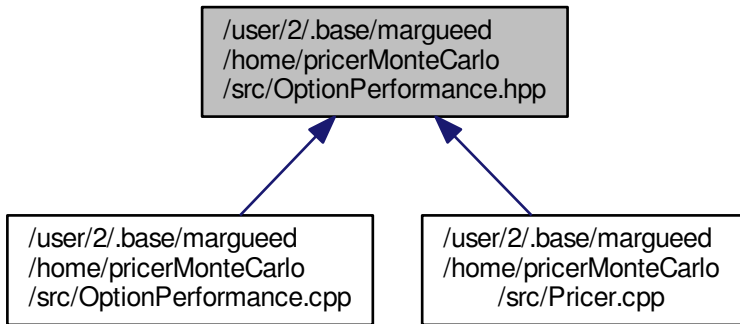 /user/2/.base/margueed
/home/pricerMonteCarlo
/src/OptionPerformance.hpp
/user/2/.base/margueed
/home/pricerMonteCarlo
/src/OptionPerformance.cpp
/user/2/.base/margueed
/home/pricerMonteCarlo
/src/Pricer.cpp